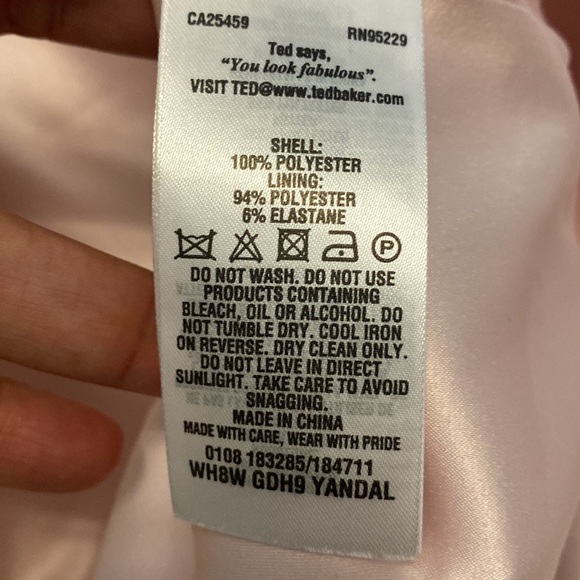 CA25459
RN95229
Ted says,
"You look fabulous".
VISIT TED@www.tedbaker.com
SHELL:
100% POLYESTER
LINING:
94% POLYESTER
6% ELASTANE
P
DO NOT WASH. DO NOT USE
PRODUCTS CONTAINING
BLEACH, OIL OR ALCOHOL. DO
NOT TUMBLE DRY. COOL IRON
ON REVERSE. DRY CLEAN ONLY.
DO NOT LEAVE IN DIRECT
SUNLIGHT. TAKE CARE TO AVOID
SNAGGING.
MADE IN CHINA
MADE WITH CARE, WEAR WITH PRIDE
0108 183285/184711
WH8W GDH9 YANDAL